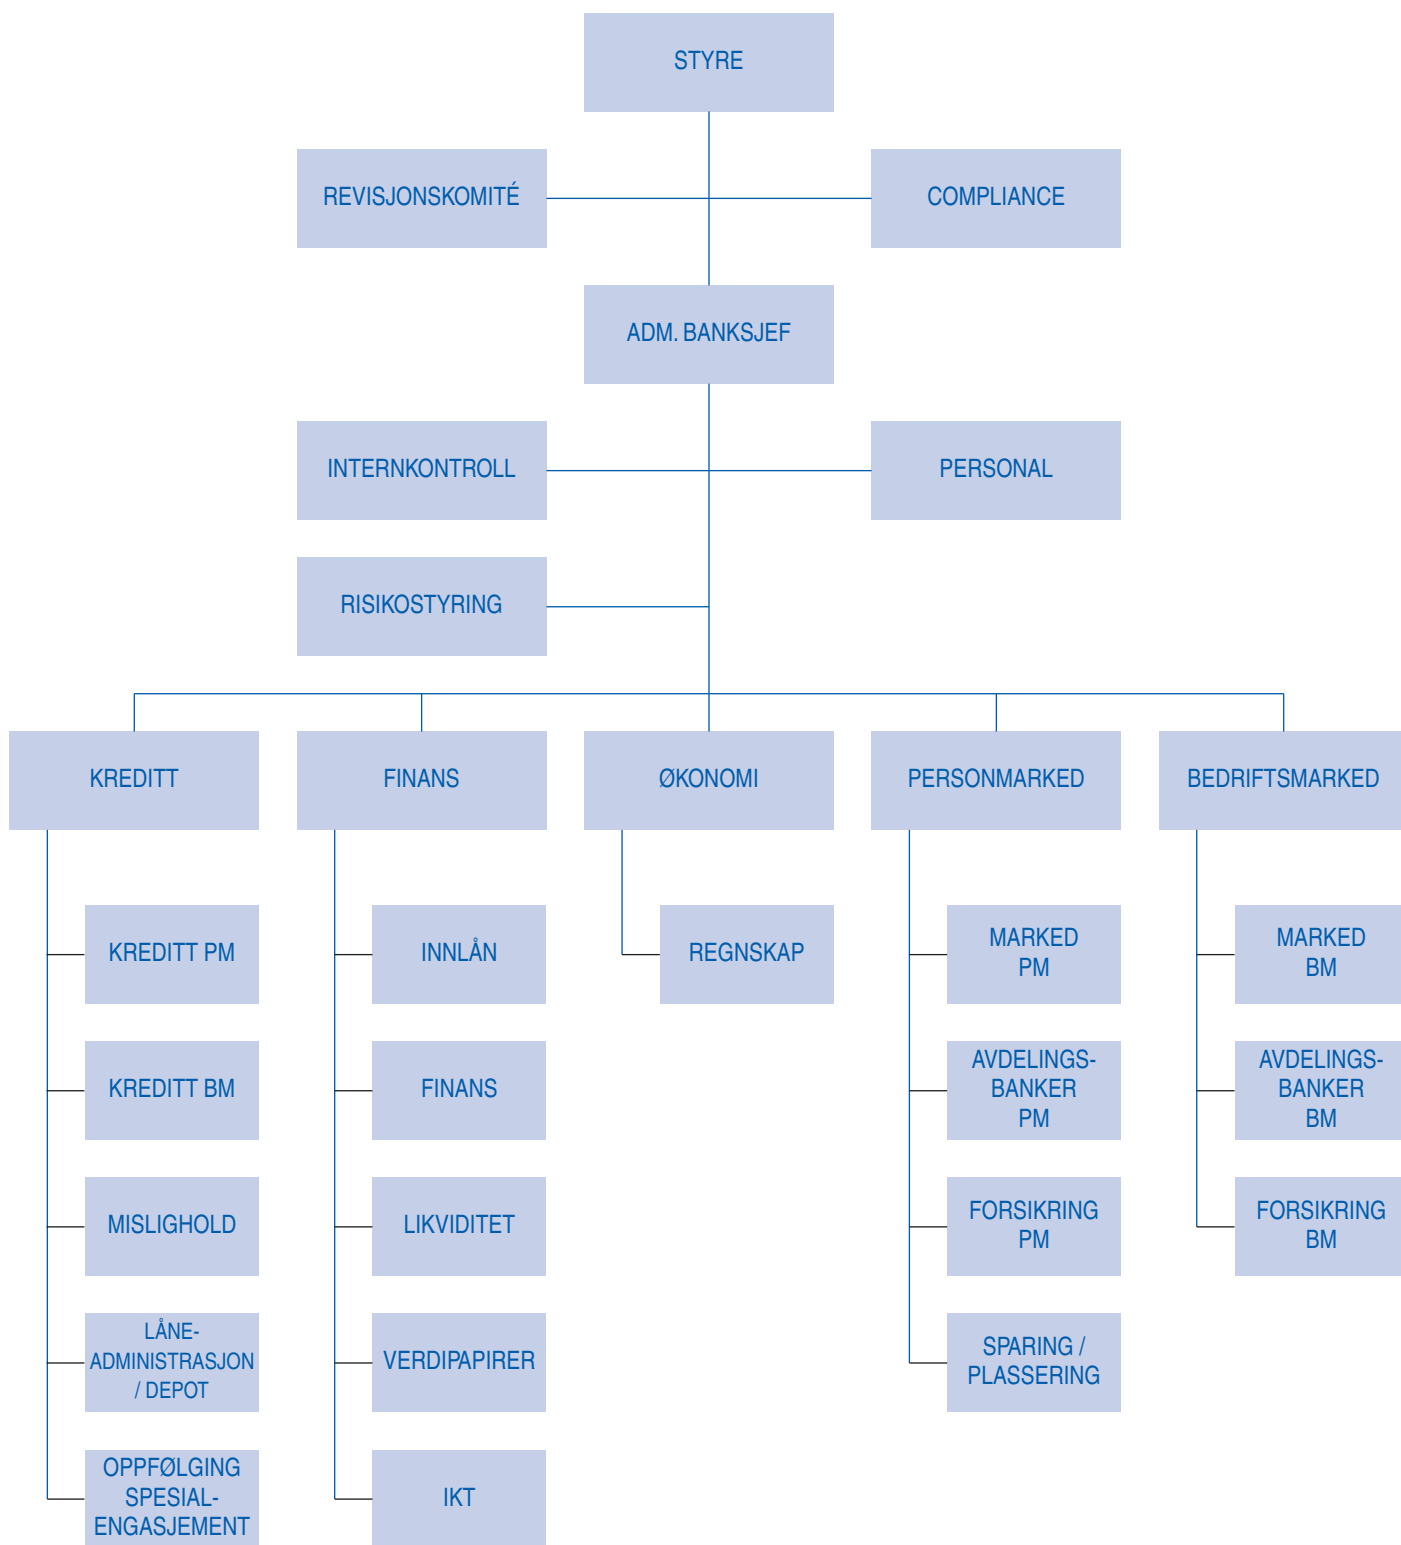 STYRE
REVISJONSKOMITÉ
COMPLIANCE
ADM. BANKSJEF
INTERNKONTROLL
PERSONAL
RISIKOSTYRING
KREDITT
FINANS
ØKONOMI
PERSONMARKED
BEDRIFTSMARKED
KREDITT PM
KREDITT BM
MISLIGHOLD
LÅNE-
ADMINISTRASJON
/ DEPOT
OPPFØLGING
SPESIAL-
ENGASJEMENT
INNLÅN
FINANS
LIKVIDITET
VERDIPAPIRER
IKT
REGNSKAP
MARKED
PM
AVDELINGS-
BANKER
PM
FORSIKRING
PM
SPARING /
PLASSERING
MARKED
BM
AVDELINGS-
BANKER
BM
FORSIKRING
BM